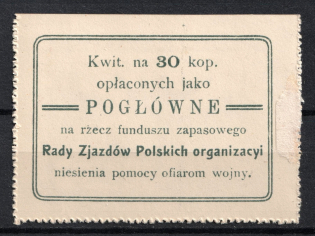 Kwit. na 30 kop.
opłaconych jako
POGŁÓWNE
na rzecz funduszu zapasowego
Rady Zjazdów Polskich organizacyi
niesienia pomocy ofiarom wojny.